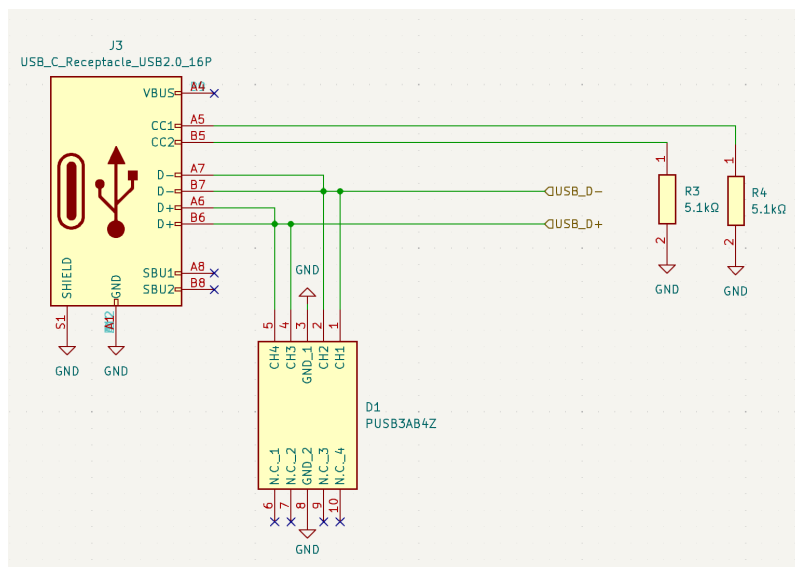 J3
USB_C_Receptacle_USB2.0_16P
VBUS
A4
CC1 A5
CC2 B5
D- A7
D- B7
D+ A6
D+ B6
SBU1 A8
SBU2 B8
SHIELD
GND
S1
A1
GND
GND
USB_D-
USB_D+
1
R3
5.1kΩ
2
GND
1
R4
5.1kΩ
2
GND
GND
5 4 3 2 1
CH4 CH3 GND_1 CH2 CH1
D1
PUSB3AB4Z
N.C._1 N.C._2 GND_2 N.C._3 N.C._4
6 7 8 9 10
GND